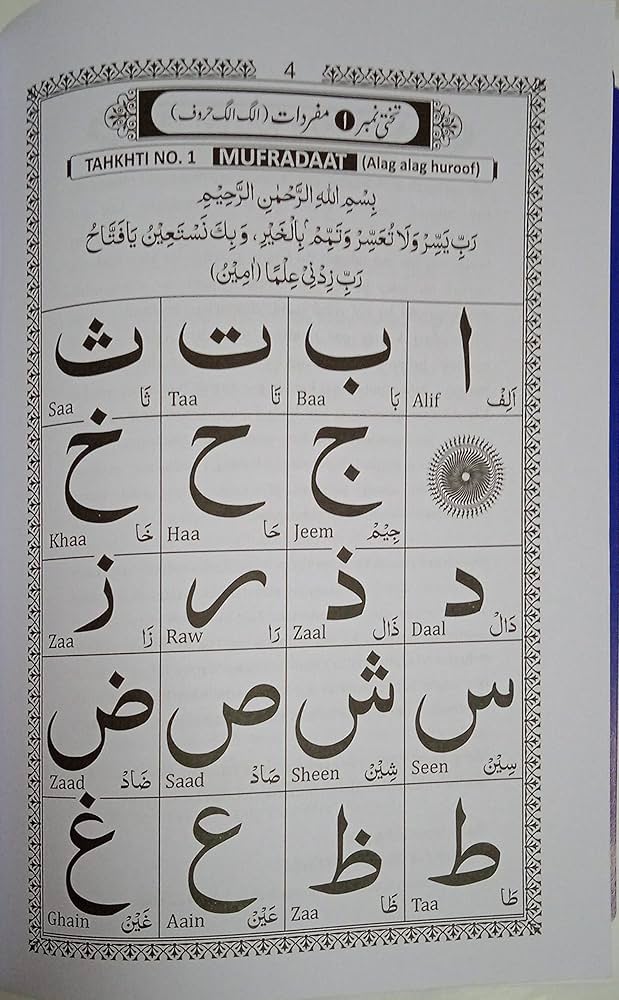 4
تختی نمبر ۱ مفردات (الگ الگ حروف)
TAHKHTI NO. 1 MUFRADAAT (Alag alag huroof)
بِسْمِ اللهِ الرَّحْمٰنِ الرَّحِيْمِ
رَبِّ يَسِّرْ وَلَا تُعَسِّرْ وَتَمِّمْ بِالْخَيْرِ، وَبِكَ نَسْتَعِيْنُ يَافَتَّاحُ
رَبِّ زِدْنِيْ عِلْمًا (اٰمِيْنُ)
ا ب ت ث
اَلِفْ Alif بَا Baa تَا Taa ثَا Saa
ج ح خ
جِيْمْ Jeem حَا Haa خَا Khaa
د ذ ر ز
دَالْ Daal ذَالْ Zaal رَا Raw زَا Zaa
س ش ص ض
سِيْنْ Seen شِيْنْ Sheen صَادْ Saad ضَادْ Zaad
ط ظ ع غ
طَا Taa ظَا Zaa عَيْنْ Aain غَيْنْ Ghain